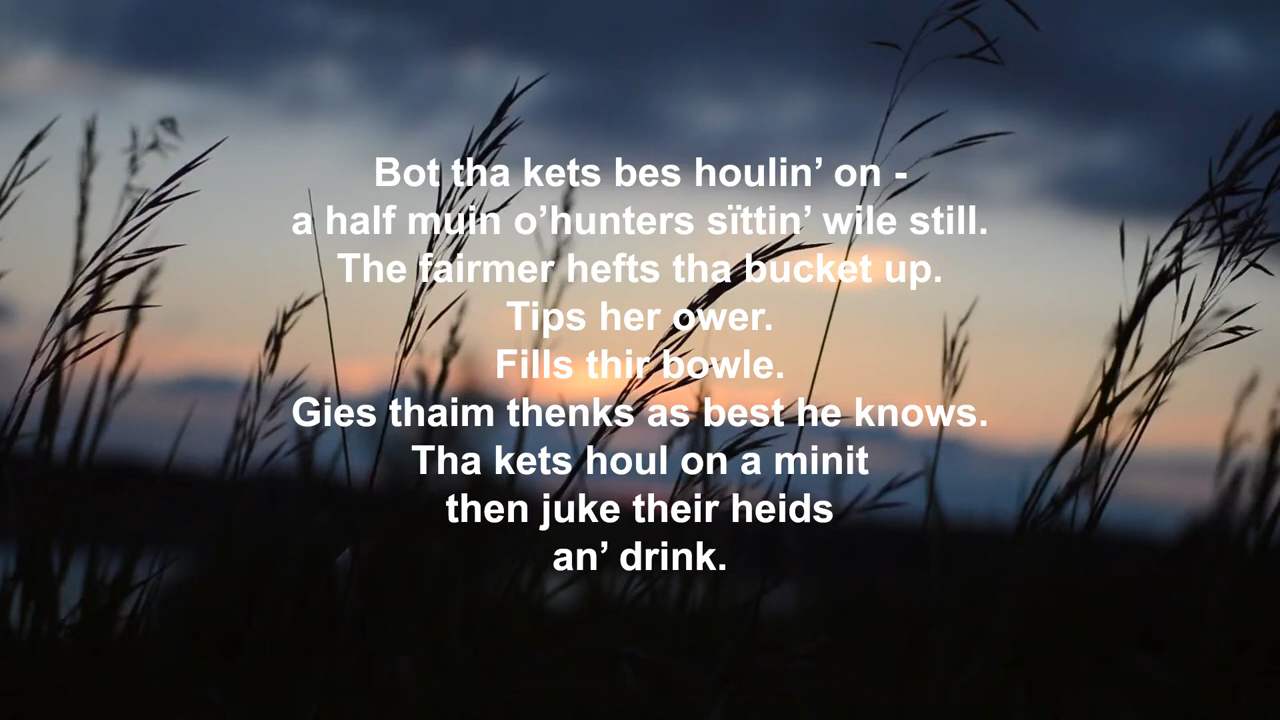 Bot tha kets bes houlin’ on -
a half muin o’hunters sïttin’ wile still.
The fairmer hefts tha bucket up.
Tips her ower.
Fills thir bowle.
Gies thaim thenks as best he knows.
Tha kets houl on a minit
then juke their heids
an’ drink.